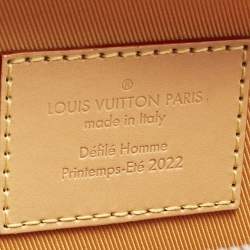 LOUIS VUITTON PARIS
made in Italy
Défilé Homme
Printemps-Eté 2022